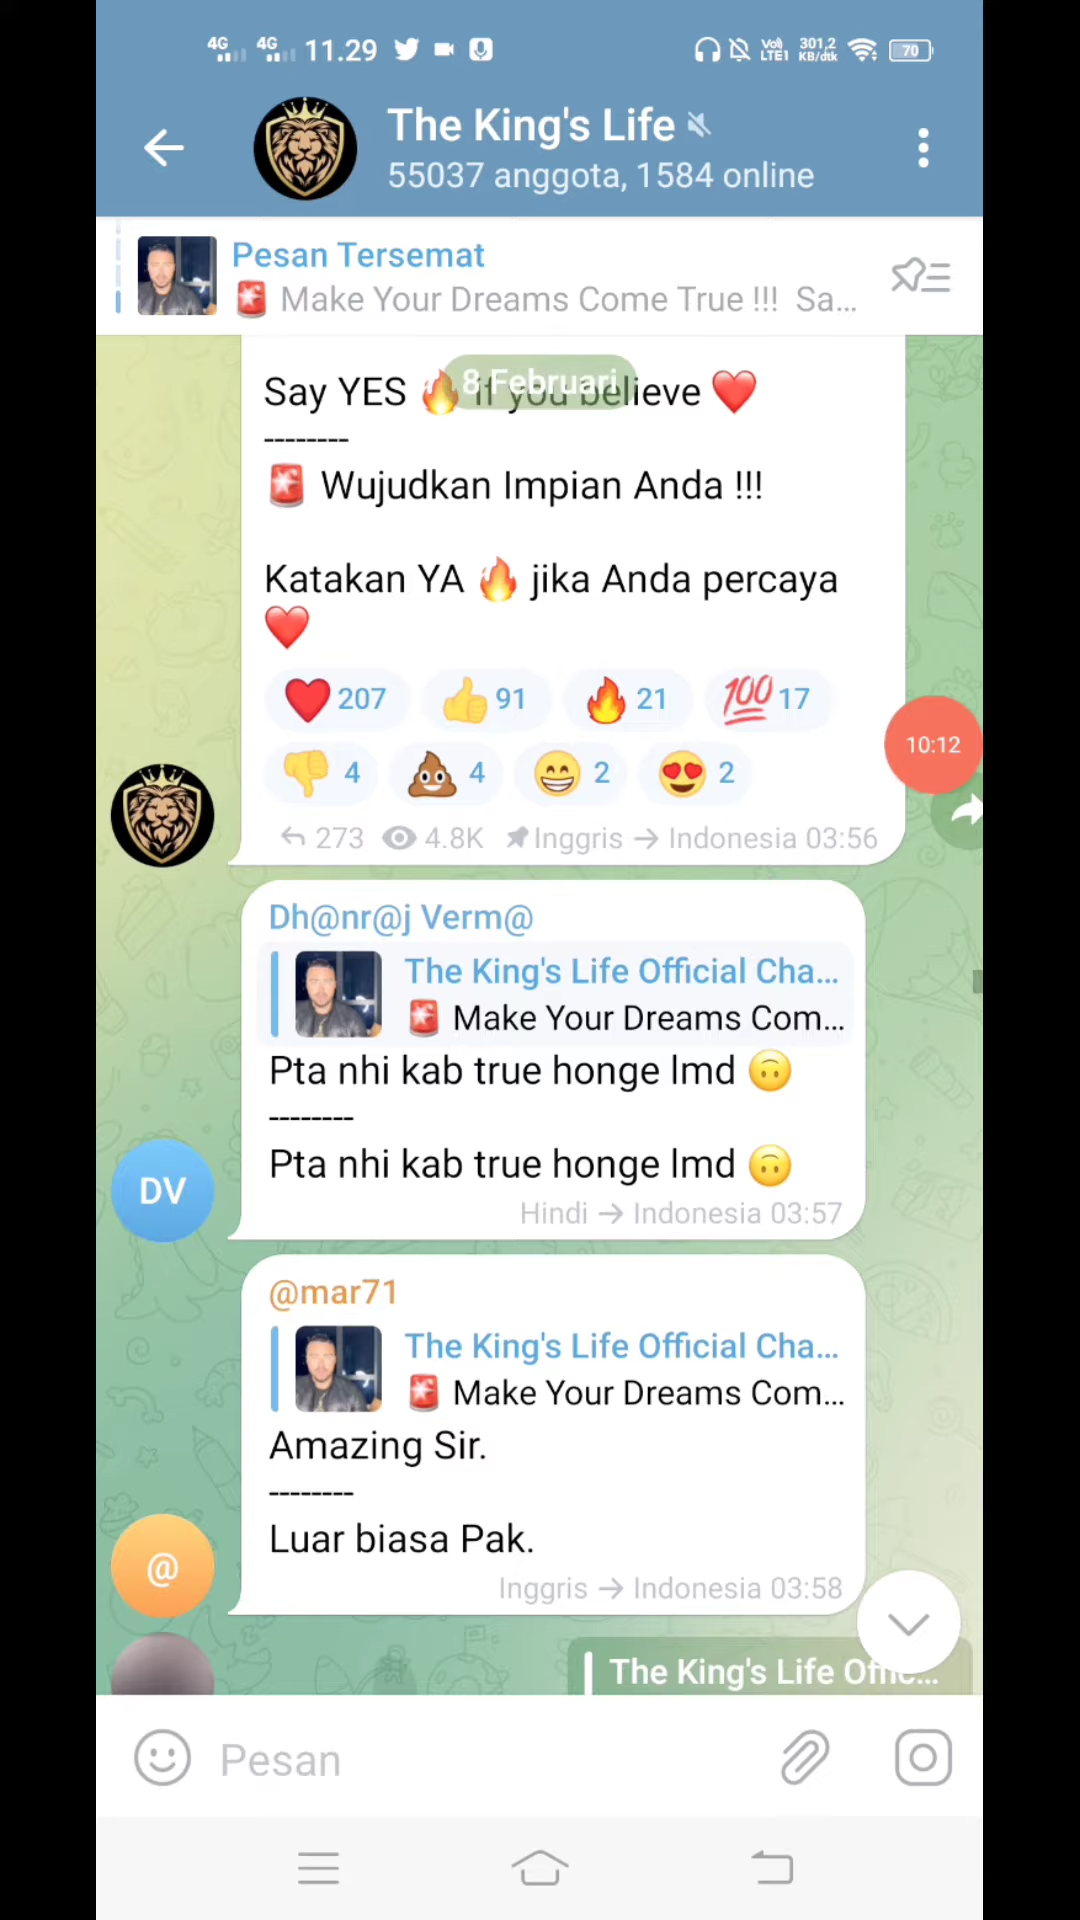 4G 4G 11.29 VoIl LTE1 301,2 KB/dtk 70
The King's Life
55037 anggota, 1584 online
Pesan Tersemat
🚨 Make Your Dreams Come True !!! Sa...
8 Februari
Say YES 🔥 if you believe ❤️
--------
🚨 Wujudkan Impian Anda !!!
Katakan YA 🔥 jika Anda percaya
❤️
❤️ 207 👍 91 🔥 21 💯 17
10:12
👎 4 💩 4 😁 2 😍 2
273 4.8K Inggris → Indonesia 03:56
Dh@nr@j Verm@
The King's Life Official Cha...
🚨 Make Your Dreams Com...
Pta nhi kab true honge lmd 🙃
--------
Pta nhi kab true honge lmd 🙃
DV
Hindi → Indonesia 03:57
@mar71
The King's Life Official Cha...
🚨 Make Your Dreams Com...
Amazing Sir.
--------
Luar biasa Pak.
@
Inggris → Indonesia 03:58
The King's Life Offic...
Pesan